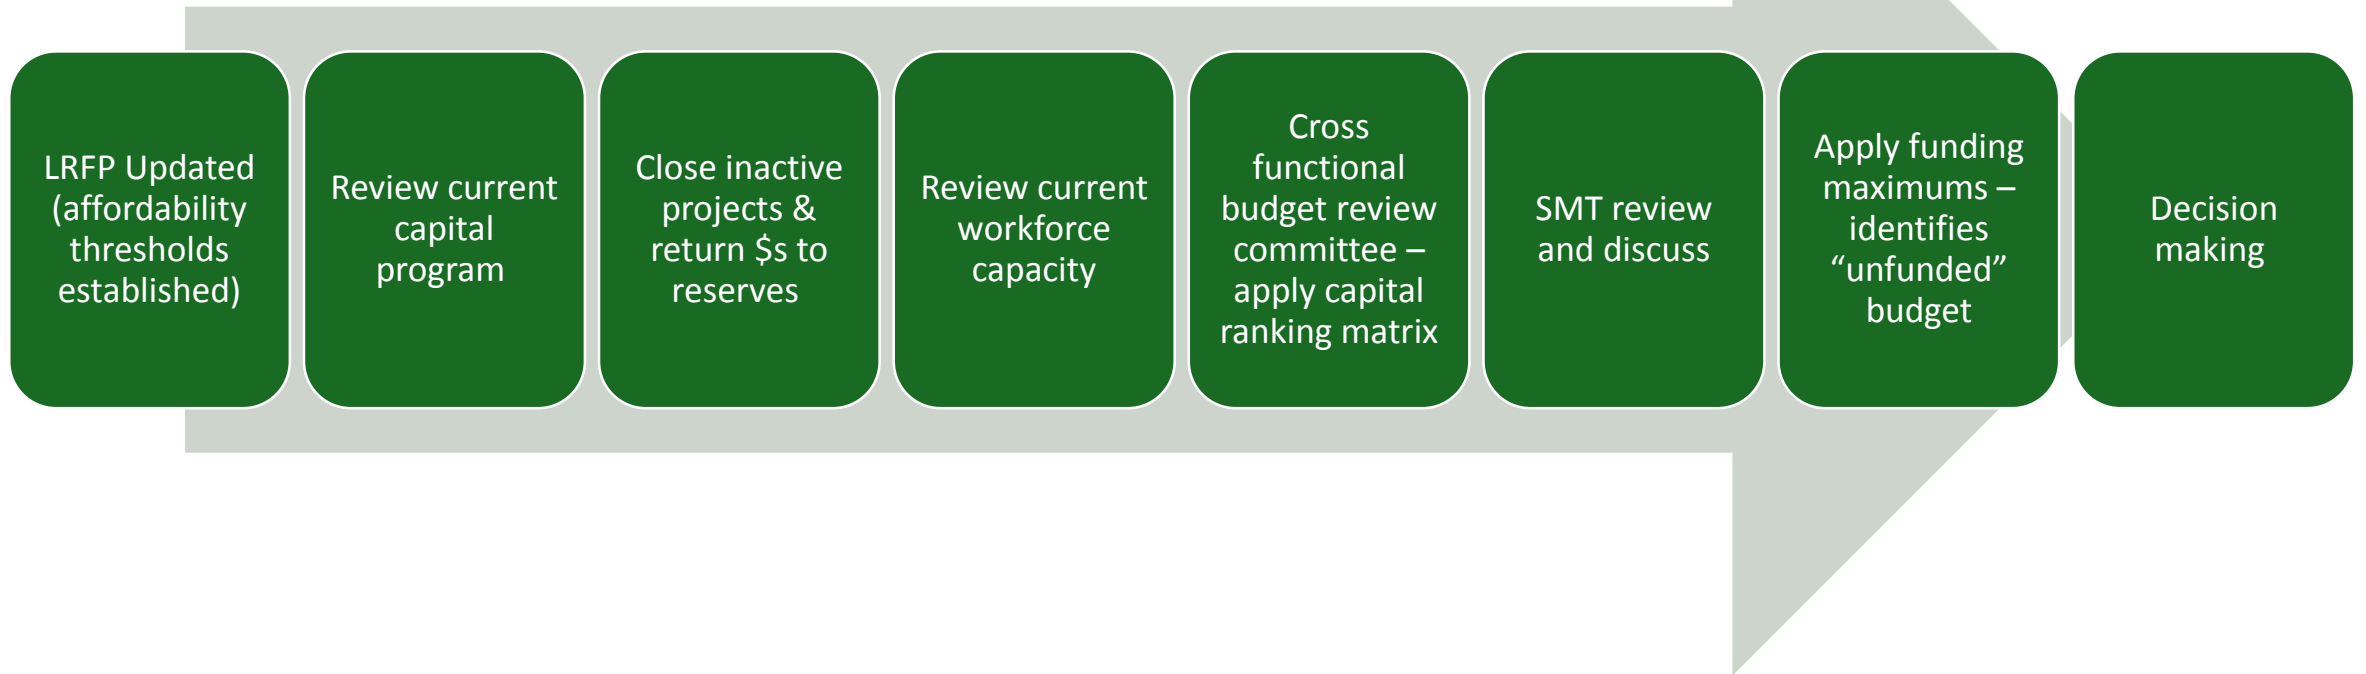 LRFP Updated
(affordability
thresholds
established)
Review current
capital
program
Close inactive
projects &
return $s to
reserves
Review current
workforce
capacity
Cross
functional
budget review
committee –
apply capital
ranking matrix
SMT review
and discuss
Apply funding
maximums –
identifies
“unfunded”
budget
Decision
making